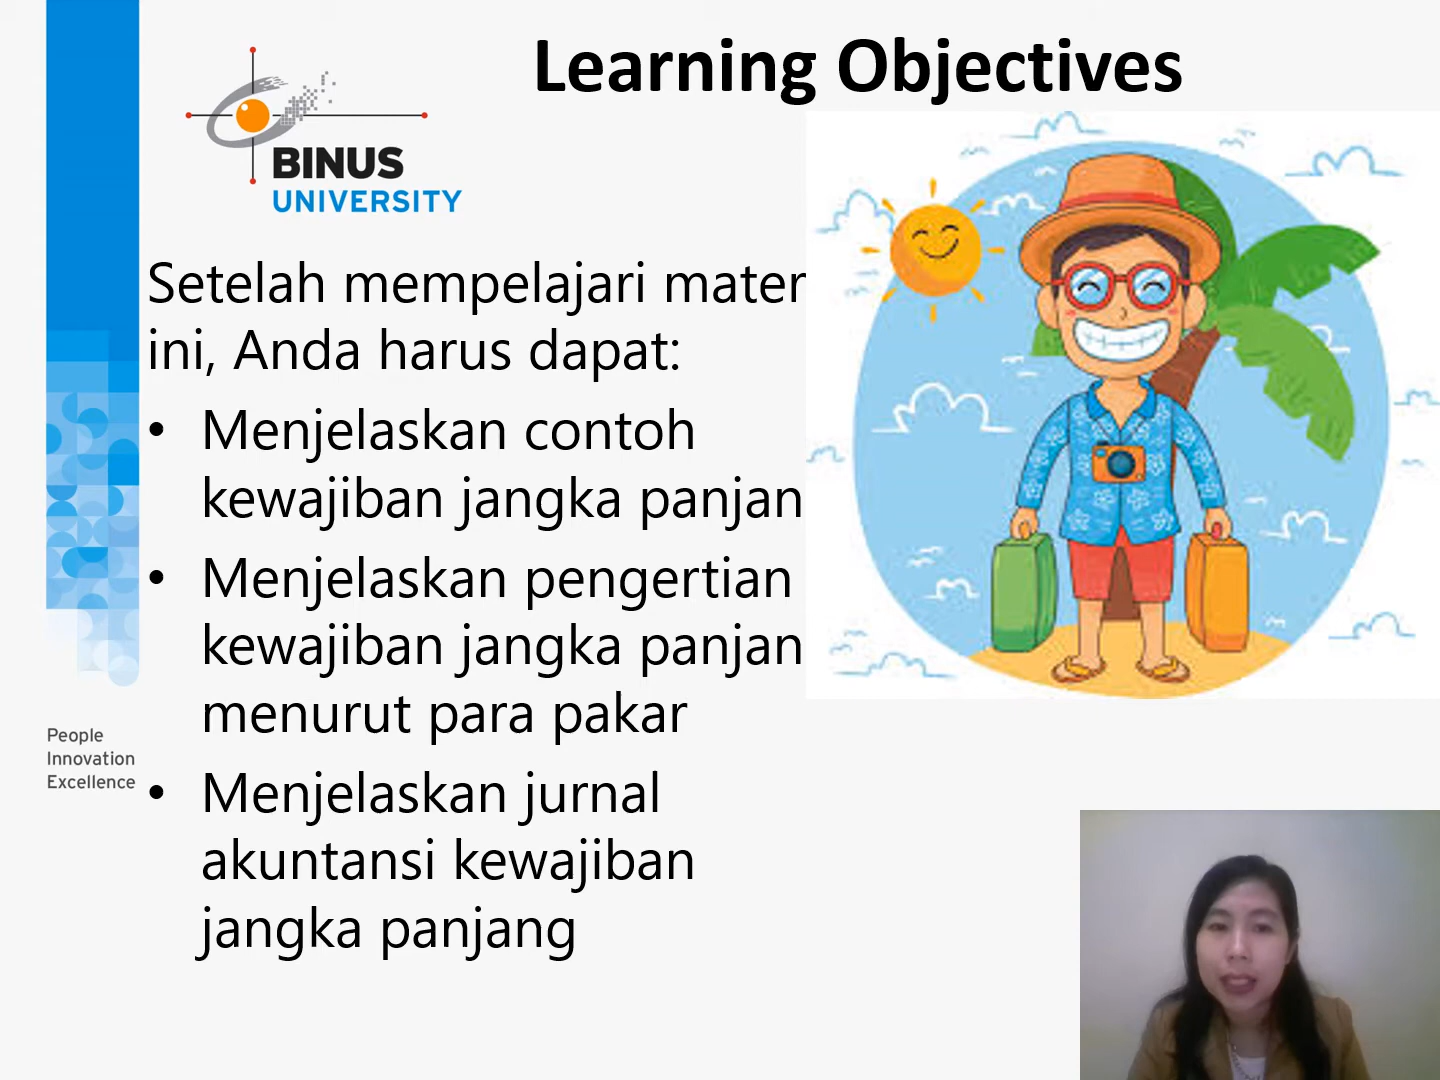 Learning Objectives
BINUS
UNIVERSITY
Setelah mempelajari mater
ini, Anda harus dapat:
• Menjelaskan contoh
kewajiban jangka panjan
• Menjelaskan pengertian
kewajiban jangka panjan
menurut para pakar
• Menjelaskan jurnal
akuntansi kewajiban
jangka panjang
People
Innovation
Excellence